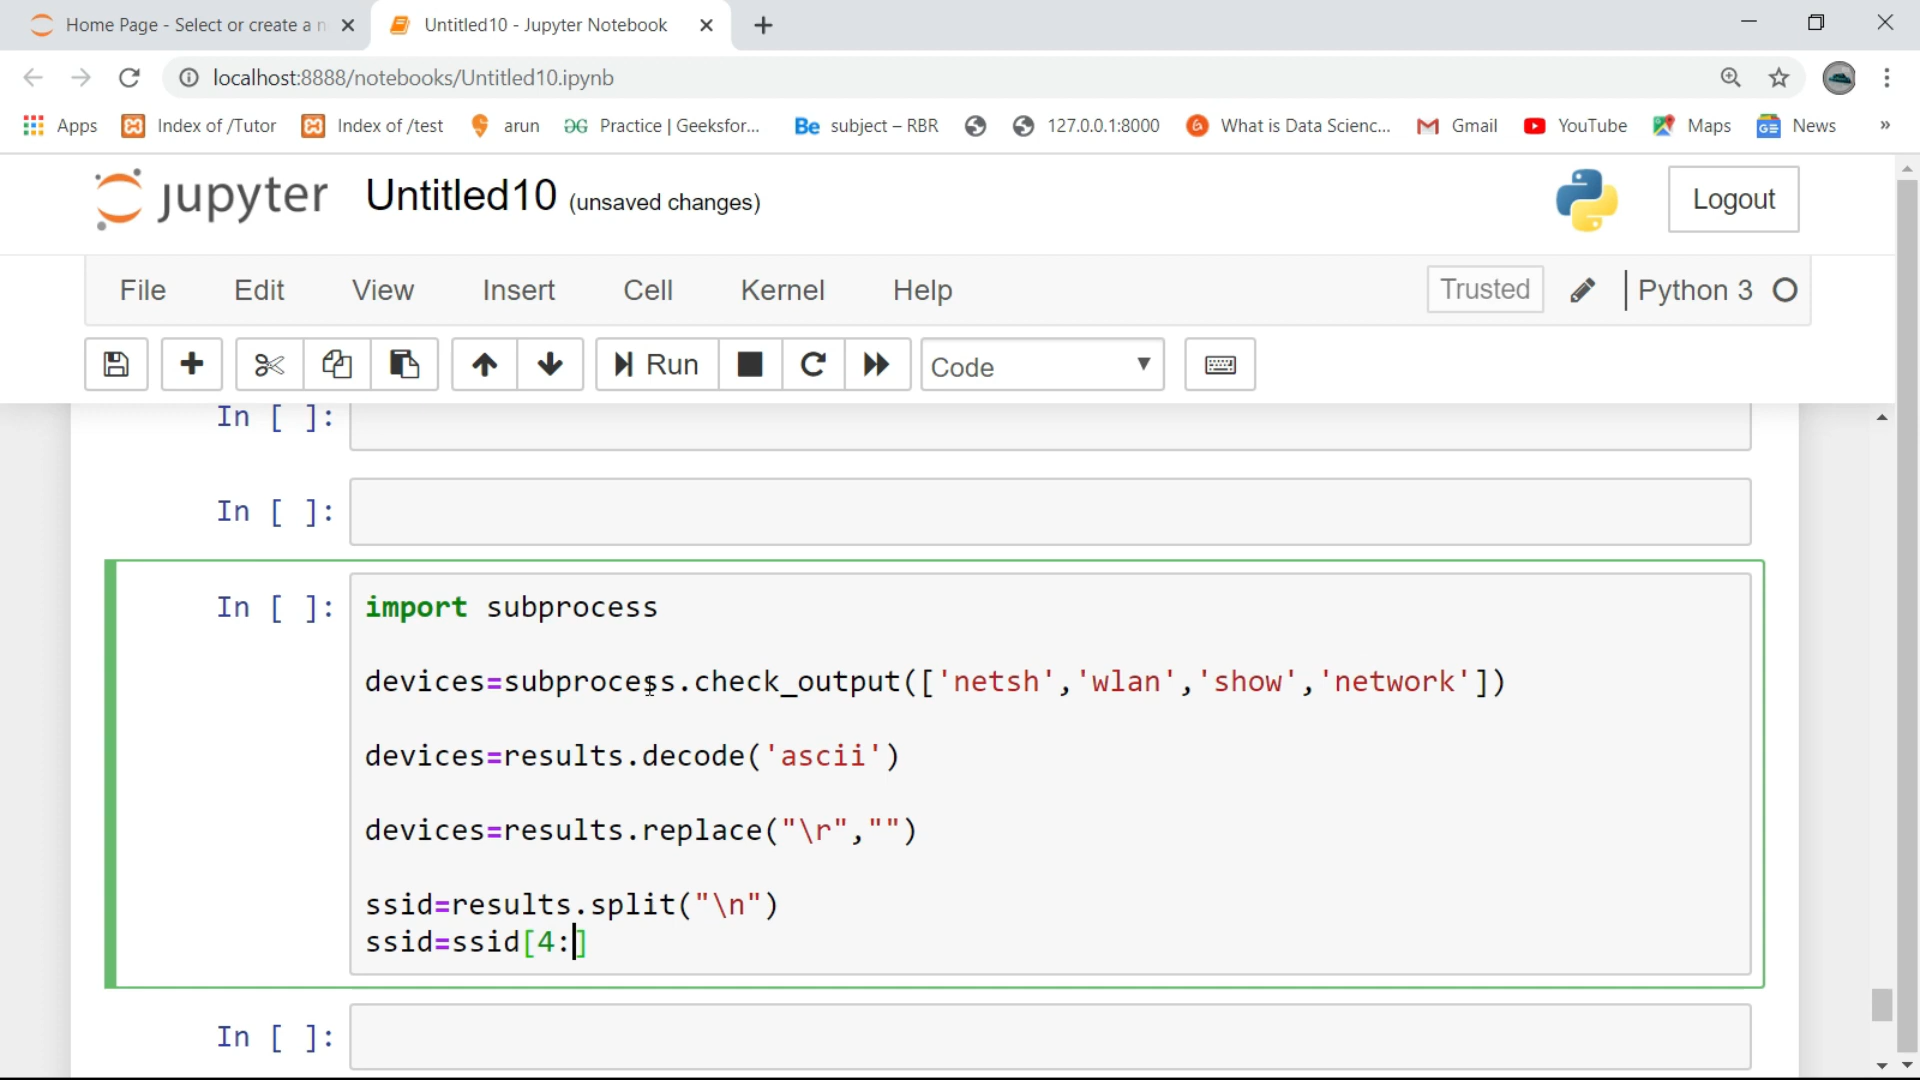 Home Page - Select or create a n
Untitled10 - Jupyter Notebook
localhost:8888/notebooks/Untitled10.ipynb
Apps Index of /Tutor Index of /test arun Practice | Geeksfor... Be subject – RBR 127.0.0.1:8000 What is Data Scienc... Gmail YouTube Maps News »
jupyter Untitled10 (unsaved changes) Logout
File Edit View Insert Cell Kernel Help Trusted Python 3
Run Code
In [ ]:
In [ ]:
In [ ]: import subprocess
devices=subprocess.check_output(['netsh','wlan','show','network'])
devices=results.decode('ascii')
devices=results.replace("\r","")
ssid=results.split("\n")
ssid=ssid[4:]
In [ ]: